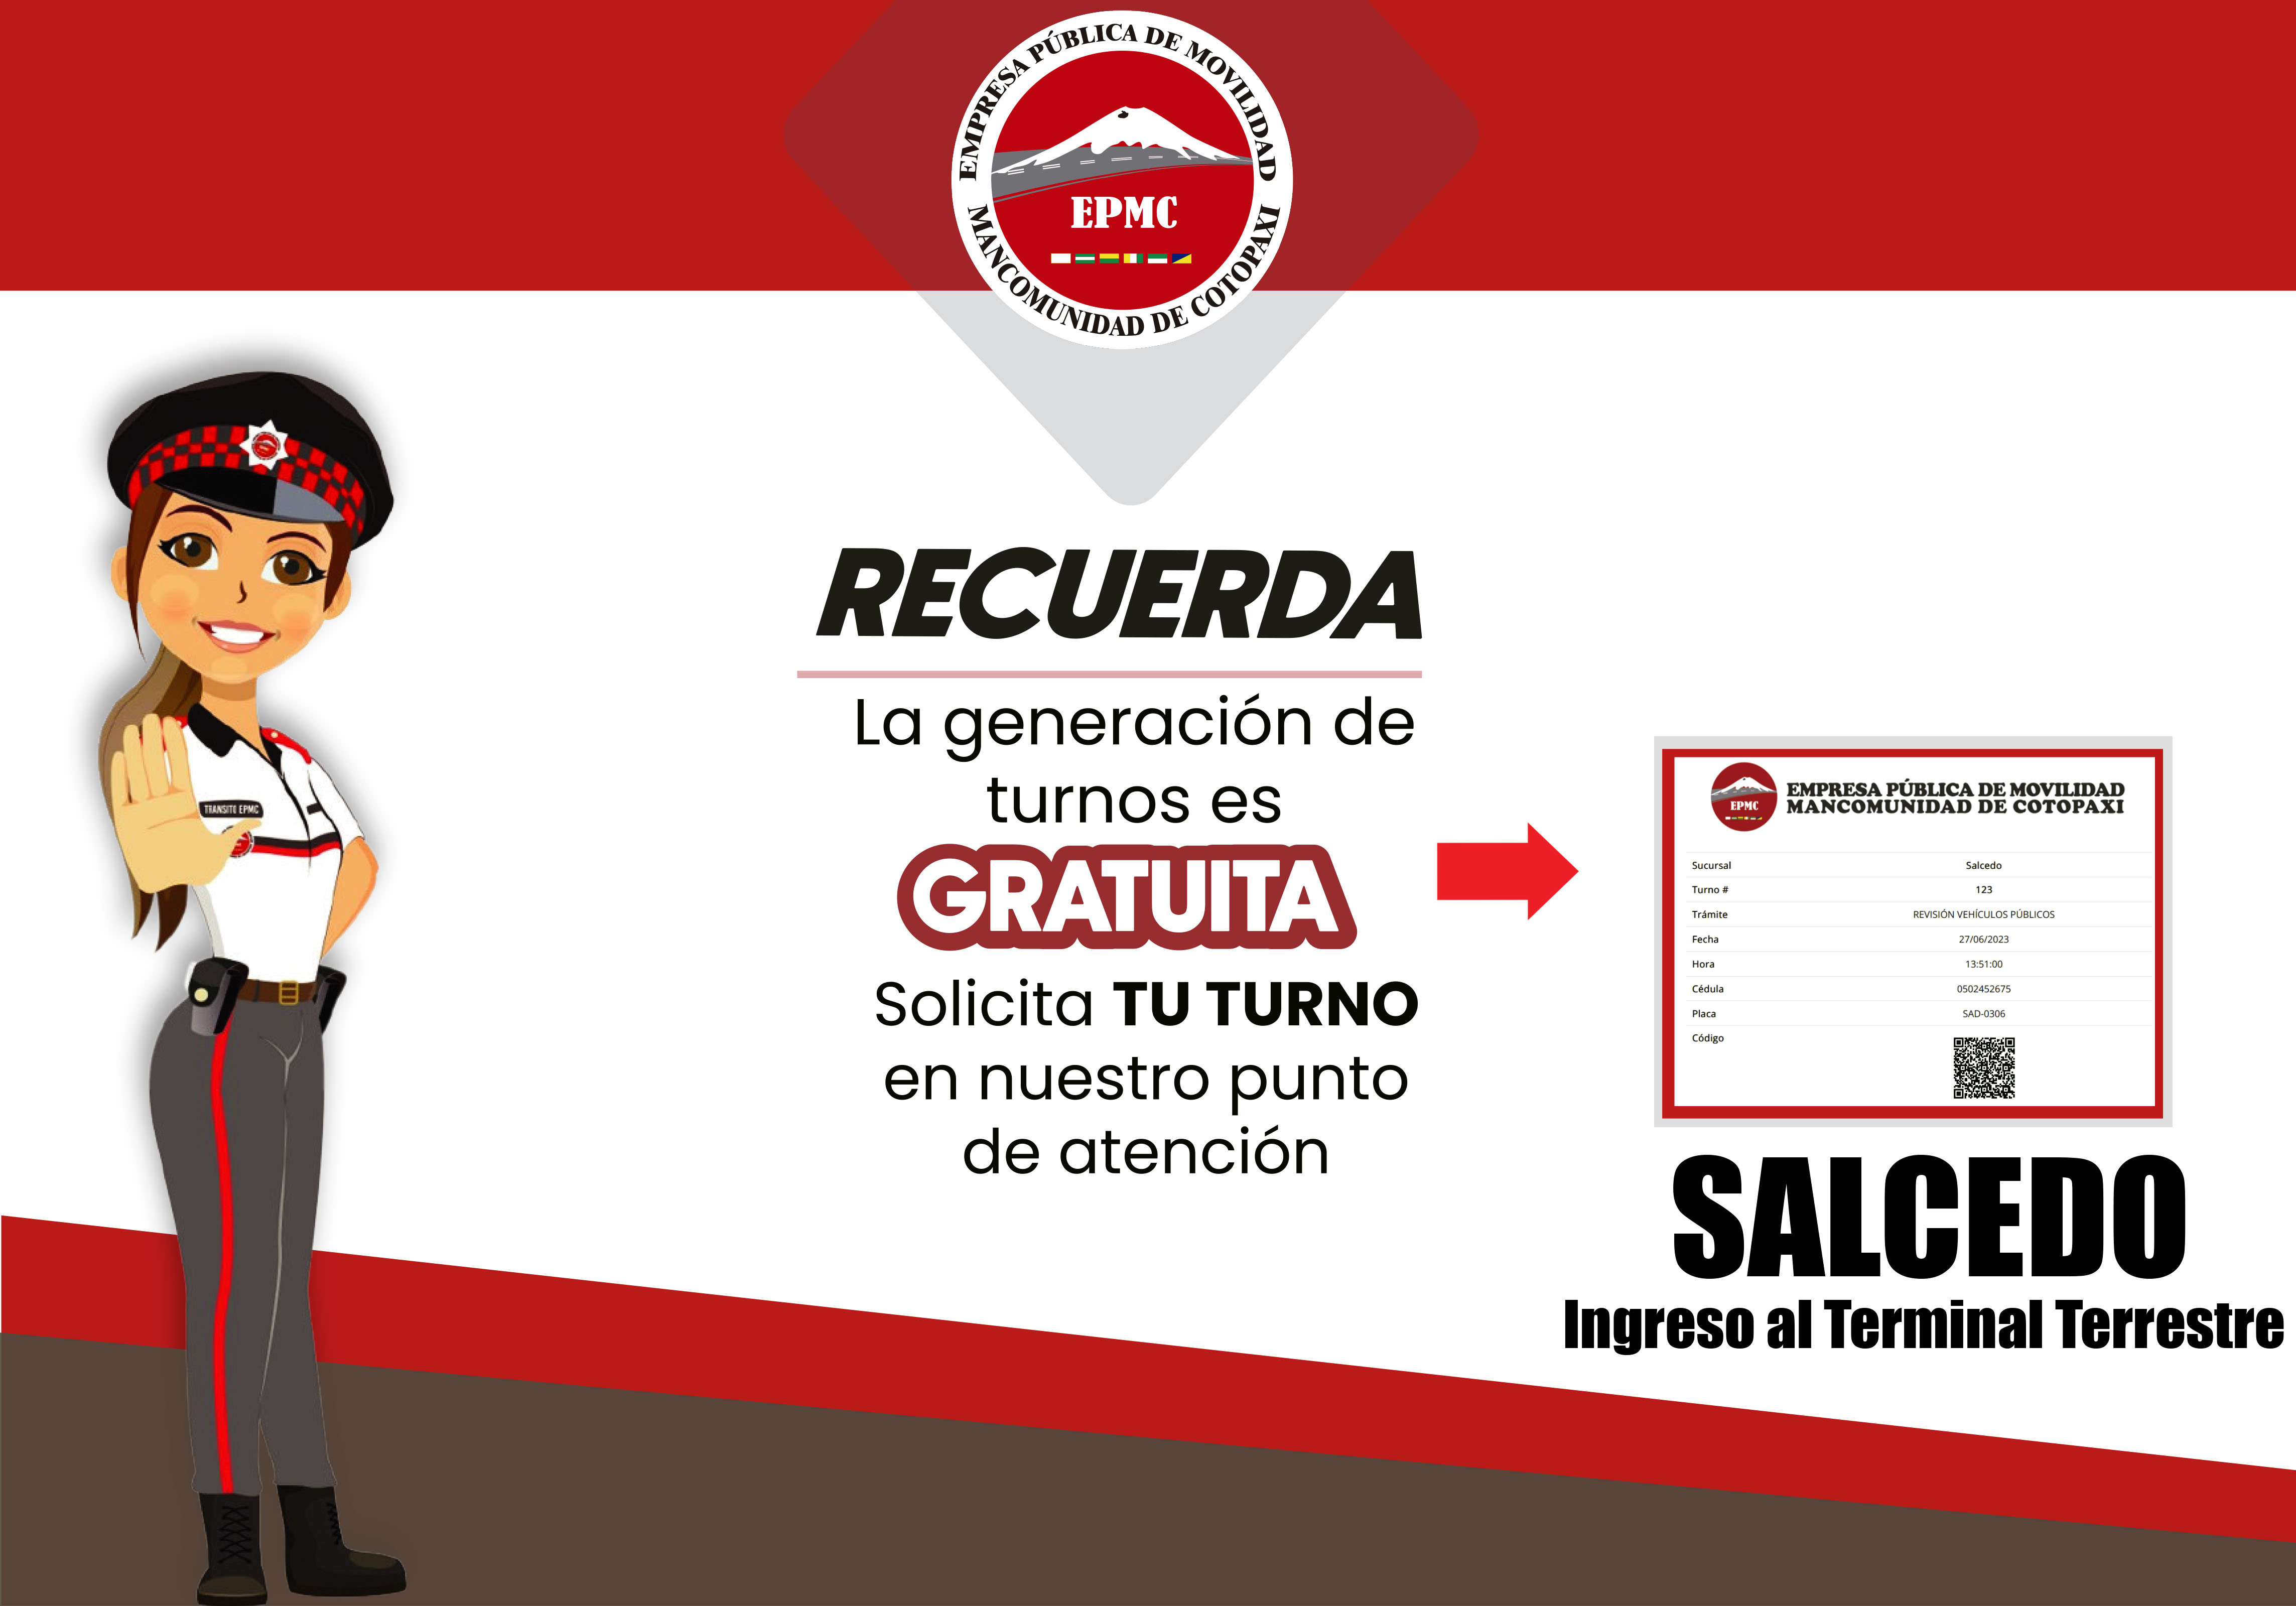 EMPRESA PÚBLICA DE MOVILIDAD
MANCOMUNIDAD DE COTOPAXI
EPMC
TRANSITO EPMC
RECUERDA
La generación de
turnos es
GRATUITA
Solicita TU TURNO
en nuestro punto
de atención
EPMC
EMPRESA PÚBLICA DE MOVILIDAD
MANCOMUNIDAD DE COTOPAXI
Sucursal Salcedo
Turno # 123
Trámite REVISIÓN VEHÍCULOS PÚBLICOS
Fecha 27/06/2023
Hora 13:51:00
Cédula 0502452675
Placa SAD-0306
Código
SALCEDO
Ingreso al Terminal Terrestre